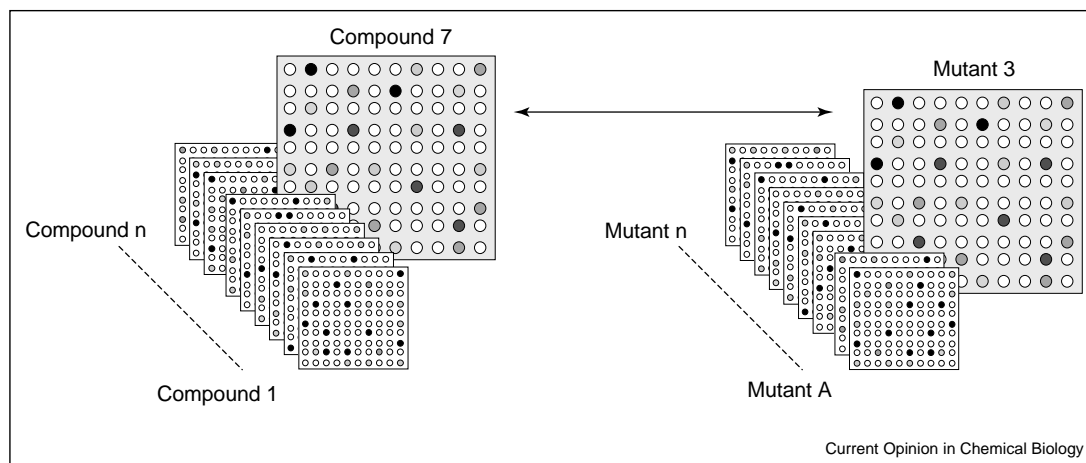 Compound 7
Mutant 3
Compound n
Mutant n
Compound 1
Mutant A
Current Opinion in Chemical Biology